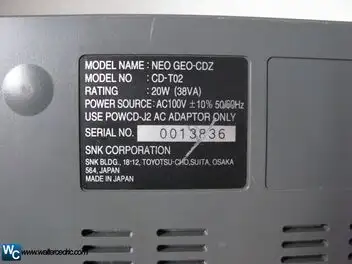 MODEL NAME : NEO GEO-CDZ
MODEL NO : CD-T02
RATING : 20W (38VA)
POWER SOURCE : AC100V ±10% 50/60Hz
USE POWCD-J2 AC ADAPTOR ONLY
SERIAL NO. 0013836
SNK CORPORATION
SNK BLDG., 18-12, TOYOTSU-CHO, SUITA, OSAKA
564, JAPAN
MADE IN JAPAN
WC www.wallercedric.com